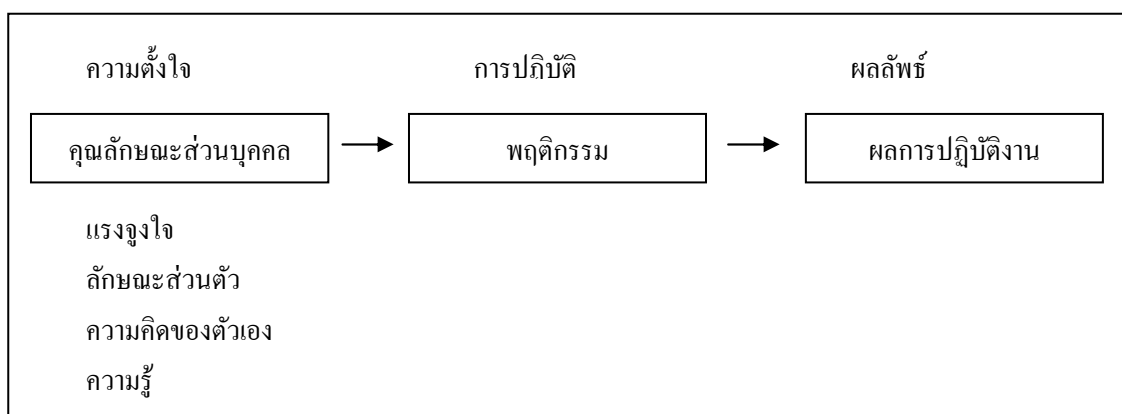 ความตั้งใจ การปฎิบัติ ผลลัพธ์
คุณลักษณะส่วนบุคคล พฤติกรรม ผลการปฏิบัติงาน
แรงจูงใจ
ลักษณะส่วนตัว
ความคิดของตัวเอง
ความรู้